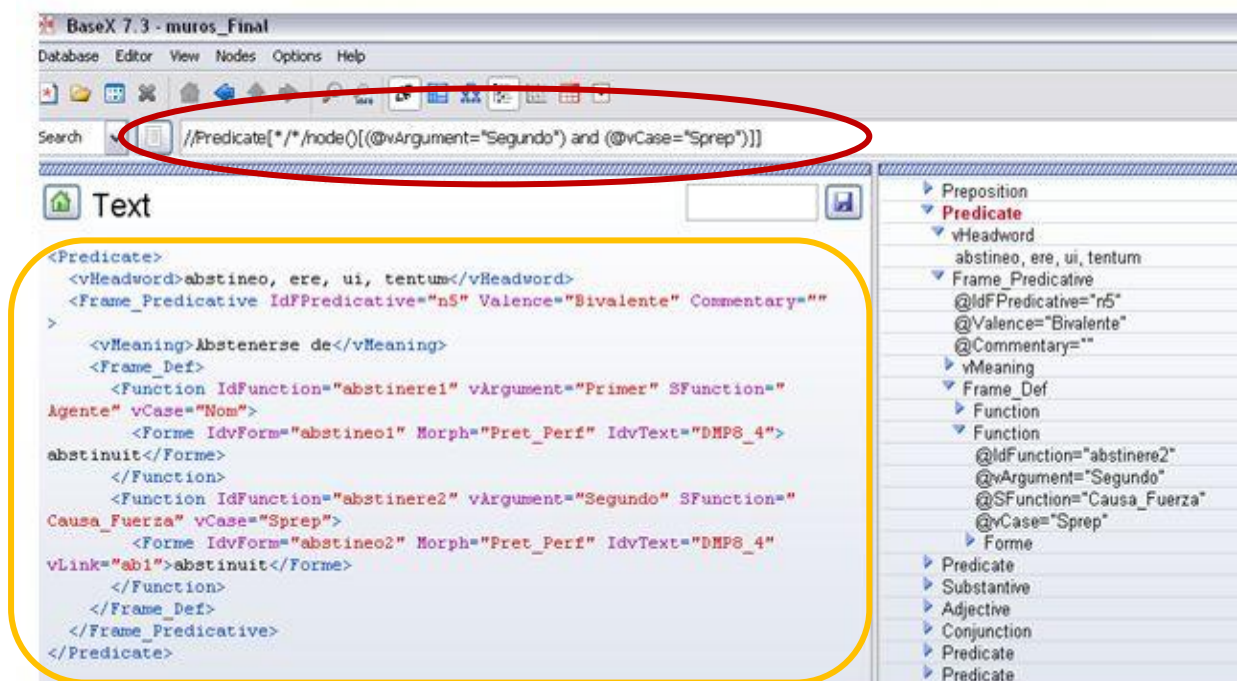 BaseX 7.3 - muros_Final
Database Editor View Nodes Options Help
Search //Predicate[*/*/node()[(@vArgument="Segundo") and (@vCase="Sprep")]]
Text
<Predicate>
<vHeadword>abstineo, ere, ui, tentum</vHeadword>
<Frame_Predicative IdFPredicative="n5" Valence="Bivalente" Commentary=""
>
<vMeaning>Abstenerse de</vMeaning>
<Frame_Def>
<Function IdFunction="abstinere1" vArgument="Primer" SFunction="
Agente" vCase="Nom">
<Forme IdvForm="abstineo1" Morph="Pret_Perf" IdvText="DMP8_4">
abstinuit</Forme>
</Function>
<Function IdFunction="abstinere2" vArgument="Segundo" SFunction="
Causa_Fuerza" vCase="Sprep">
<Forme IdvForm="abstineo2" Morph="Pret_Perf" IdvText="DMP8_4"
vLink="ab1">abstinuit</Forme>
</Function>
</Frame_Def>
</Frame_Predicative>
</Predicate>
Preposition
Predicate
vHeadword
abstineo, ere, ui, tentum
Frame_Predicative
@IdFPredicative="n5"
@Valence="Bivalente"
@Commentary=""
vMeaning
Frame_Def
Function
Function
@IdFunction="abstinere2"
@vArgument="Segundo"
@SFunction="Causa_Fuerza"
@vCase="Sprep"
Forme
Predicate
Substantive
Adjective
Conjunction
Predicate
Predicate